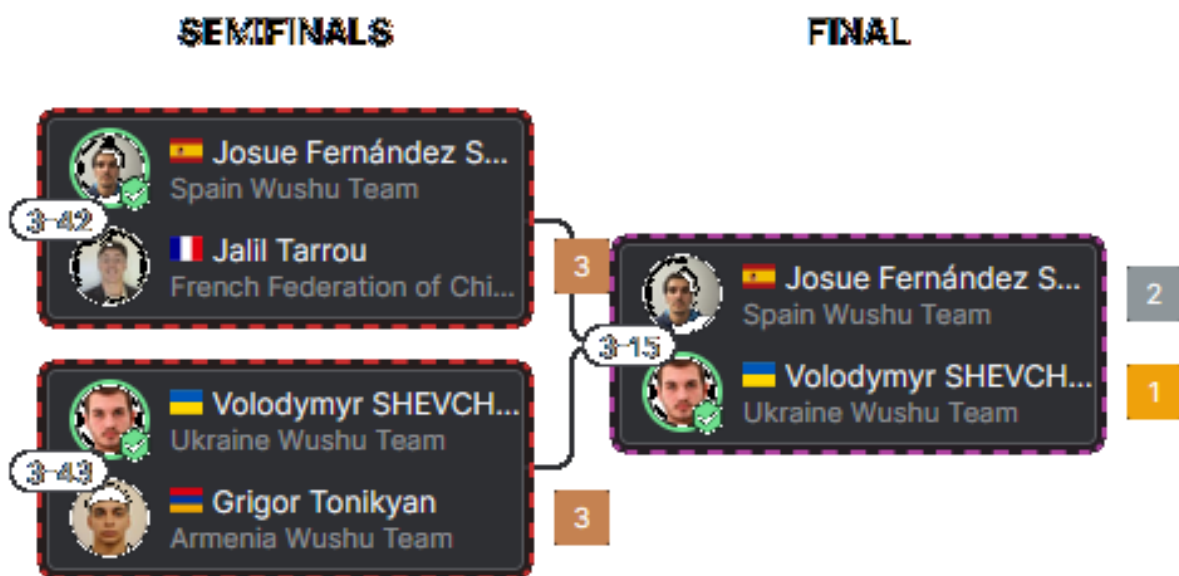 SEMIFINALS
FINAL
Josue Fernández S...
Spain Wushu Team
3-42
Jalil Tarrou
French Federation of Chi...
3
Josue Fernández S...
Spain Wushu Team
2
3-15
Volodymyr SHEVCH...
Ukraine Wushu Team
1
Volodymyr SHEVCH...
Ukraine Wushu Team
3-43
Grigor Tonikyan
Armenia Wushu Team
3